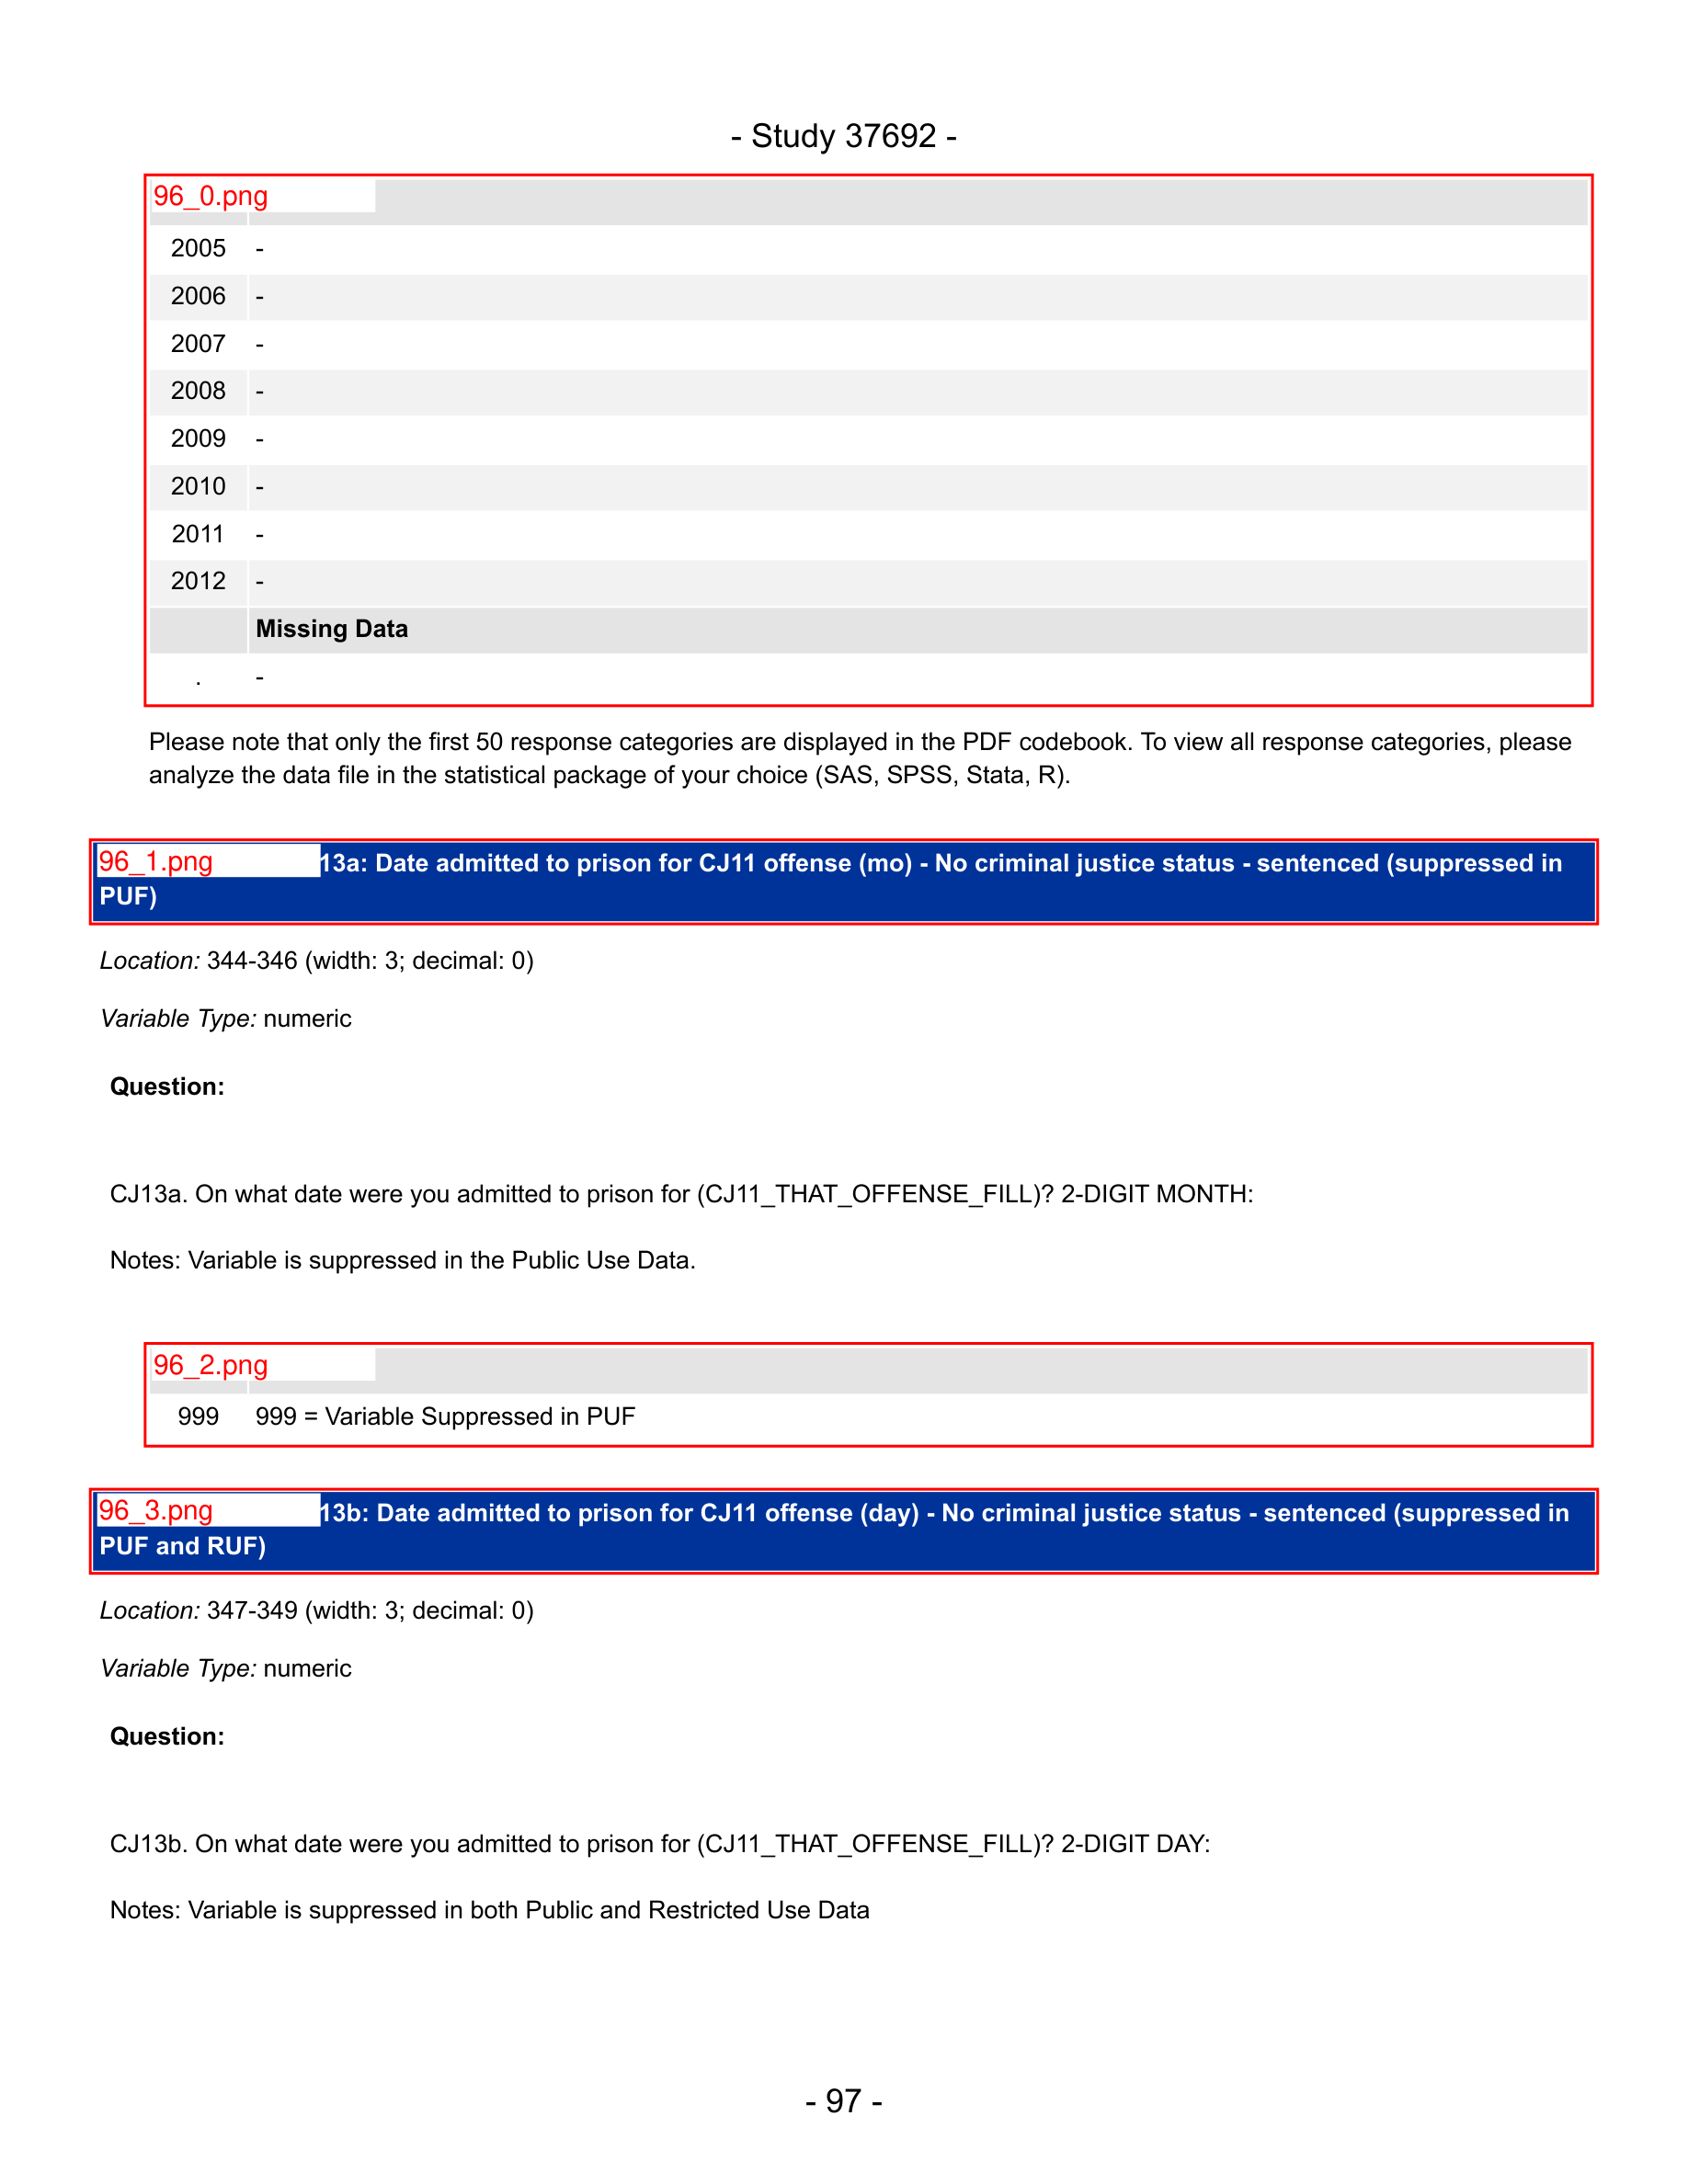 - Study 37692 -
96_0.png
2005 -
2006 -
2007 -
2008 -
2009 -
2010 -
2011 -
2012 -
Missing Data
. -
Please note that only the first 50 response categories are displayed in the PDF codebook. To view all response categories, please
analyze the data file in the statistical package of your choice (SAS, SPSS, Stata, R).
96_1.png 13a: Date admitted to prison for CJ11 offense (mo) - No criminal justice status - sentenced (suppressed in
PUF)
Location: 344-346 (width: 3; decimal: 0)
Variable Type: numeric
Question:
CJ13a. On what date were you admitted to prison for (CJ11_THAT_OFFENSE_FILL)? 2-DIGIT MONTH:
Notes: Variable is suppressed in the Public Use Data.
96_2.png
999 999 = Variable Suppressed in PUF
96_3.png 13b: Date admitted to prison for CJ11 offense (day) - No criminal justice status - sentenced (suppressed in
PUF and RUF)
Location: 347-349 (width: 3; decimal: 0)
Variable Type: numeric
Question:
CJ13b. On what date were you admitted to prison for (CJ11_THAT_OFFENSE_FILL)? 2-DIGIT DAY:
Notes: Variable is suppressed in both Public and Restricted Use Data
- 97 -